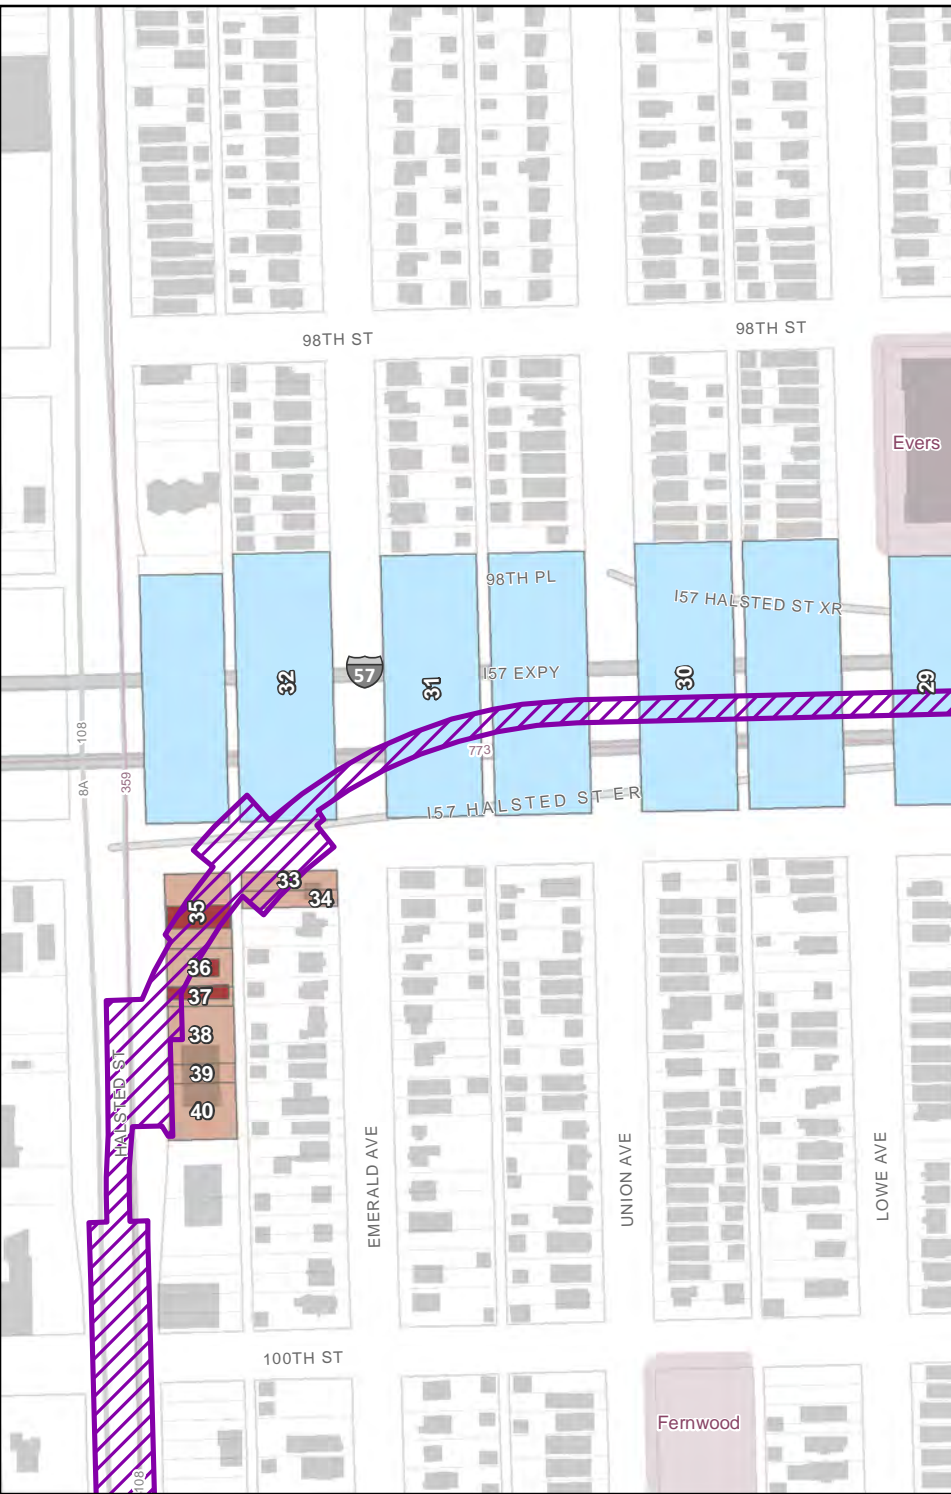 98TH ST
98TH ST
Evers
98TH PL
I57 HALSTED ST XR
32
57
31
I57 EXPY
30
29
108
773
8A
359
I57 HALSTED ST ER
33
34
35
36
37
38
39
40
HALSTED ST
EMERALD AVE
UNION AVE
LOWE AVE
100TH ST
Fernwood
108